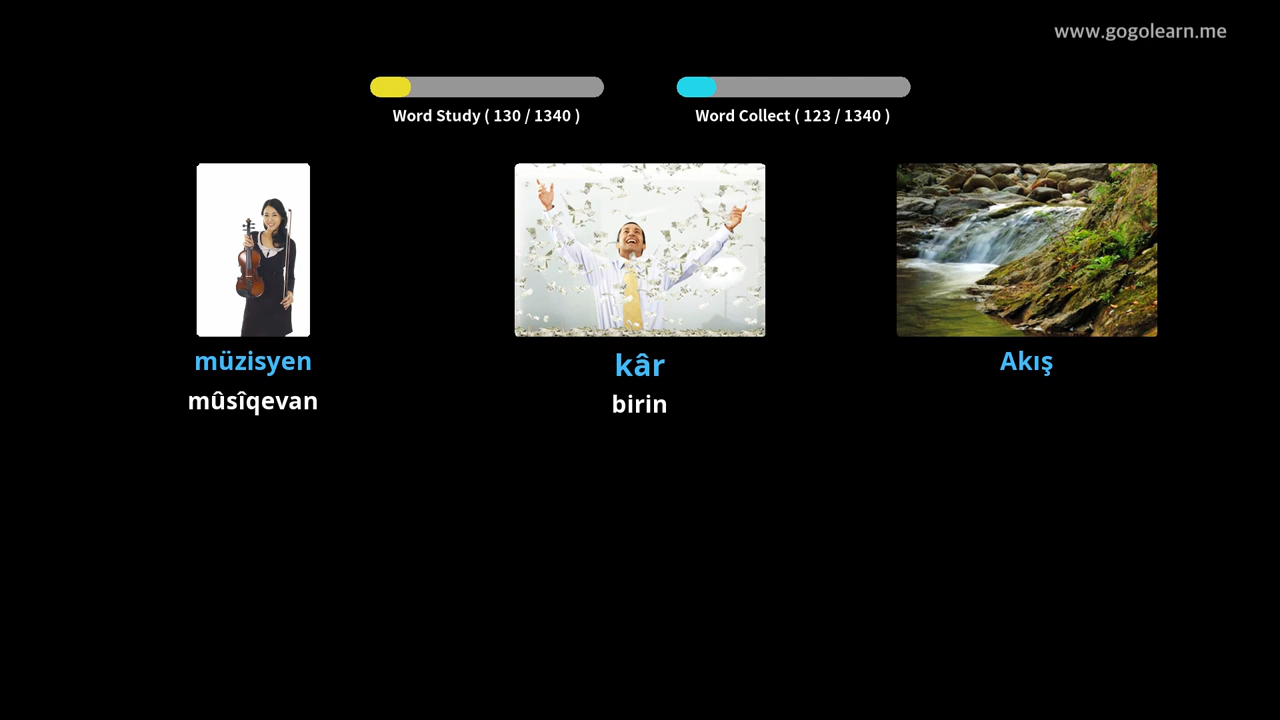 www.gogolearn.me
Word Study ( 130 / 1340 )
Word Collect ( 123 / 1340 )
müzisyen
mûsîqevan
kâr
birin
Akış